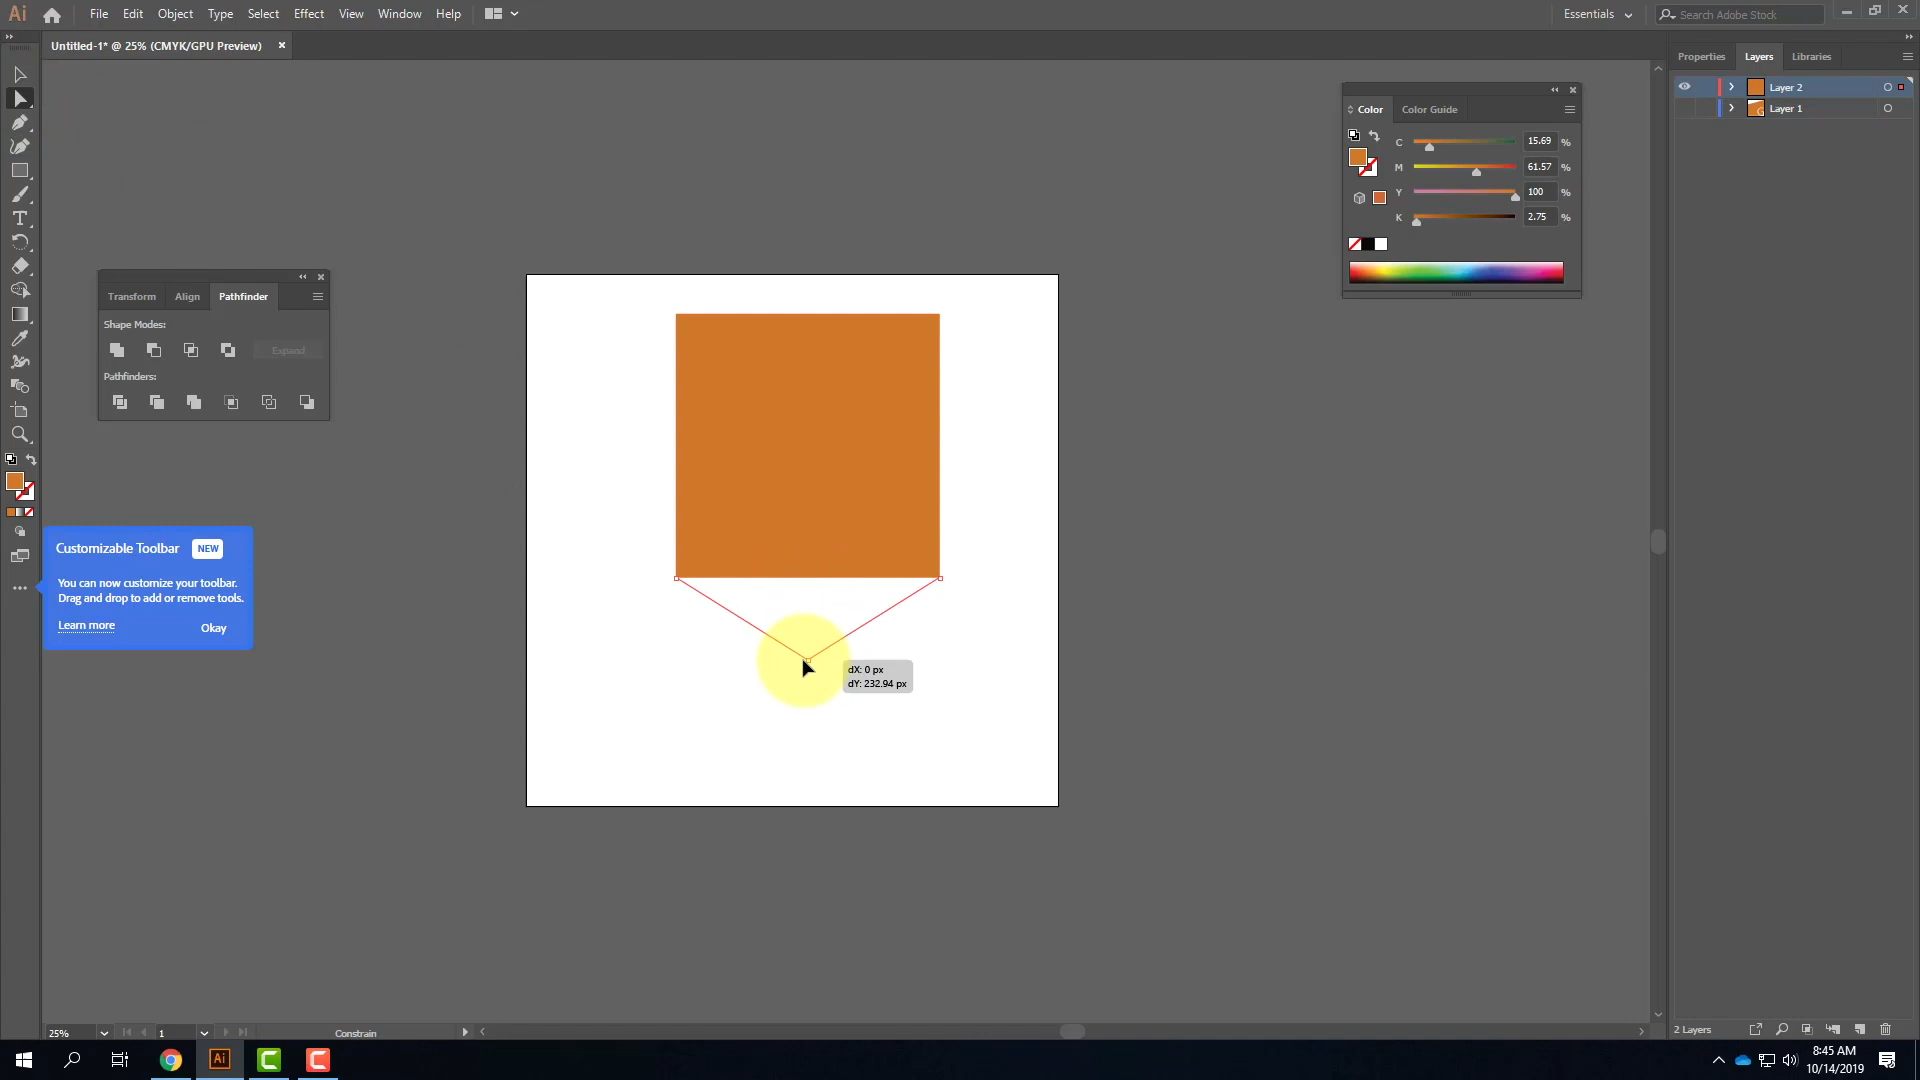 Ai File Edit Object Type Select Effect View Window Help Essentials Search Adobe Stock
Untitled-1* @ 25% (CMYK/GPU Preview)
Properties Layers Libraries
Layer 2
Layer 1
Color Color Guide
C 15.69 %
M 61.57 %
Y 100 %
K 2.75 %
Transform Align Pathfinder
Shape Modes:
Expand
Pathfinders:
Customizable Toolbar NEW
You can now customize your toolbar.
Drag and drop to add or remove tools.
Learn more Okay
dX: 0 px
dY: 232.94 px
25% 1 Constrain
2 Layers
Ai
8:45 AM
10/14/2019